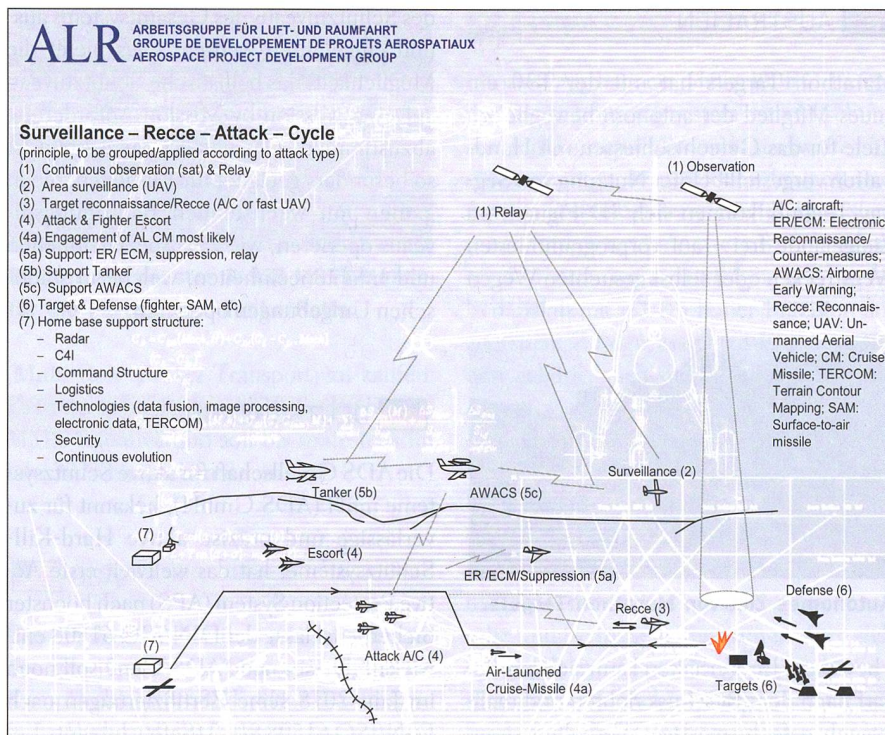 ALR
ARBEITSGRUPPE FÜR LUFT- UND RAUMFAHRT
GROUPE DE DEVELOPPEMENT DE PROJETS AEROSPATIAUX
AEROSPACE PROJECT DEVELOPMENT GROUP
Surveillance – Recce – Attack – Cycle
(principle, to be grouped/applied according to attack type)
(1) Continuous observation (sat) & Relay
(2) Area surveillance (UAV)
(3) Target reconnaissance/Recce (A/C or fast UAV)
(4) Attack & Fighter Escort
(4a) Engagement of AL CM most likely
(5a) Support: ER/ ECM, suppression, relay
(5b) Support Tanker
(5c) Support AWACS
(6) Target & Defense (fighter, SAM, etc)
(7) Home base support structure:
– Radar
– C4I
– Command Structure
– Logistics
– Technologies (data fusion, image processing,
electronic data, TERCOM)
– Security
– Continuous evolution
(1) Relay
(1) Observation
A/C: aircraft;
ER/ECM: Electronic
Reconnaissance/
Counter-measures;
AWACS: Airborne
Early Warning;
Recce: Reconnais-
sance; UAV: Un-
manned Aerial
Vehicle; CM: Cruise
Missile; TERCOM:
Terrain Contour
Mapping; SAM:
Surface-to-air
missile
Tanker (5b)
AWACS (5c)
Surveillance (2)
(7)
Escort (4)
ER /ECM/Suppression (5a)
Defense (6)
Recce (3)
(7)
Attack A/C (4)
Air-Launched
Cruise-Missile (4a)
Targets (6)